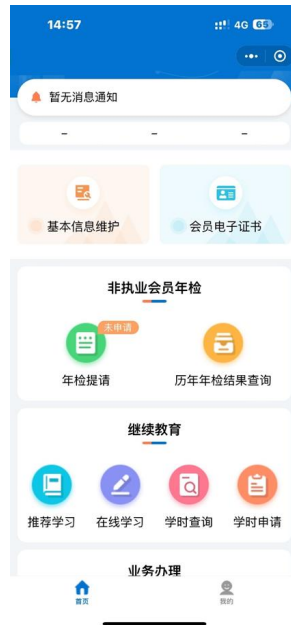 14:57
4G 65
暂无消息通知
– – –
基本信息维护 会员电子证书
非执业会员年检
未申请
年检提请 历年年检结果查询
继续教育
推荐学习 在线学习 学时查询 学时申请
业务办理
首页 我的